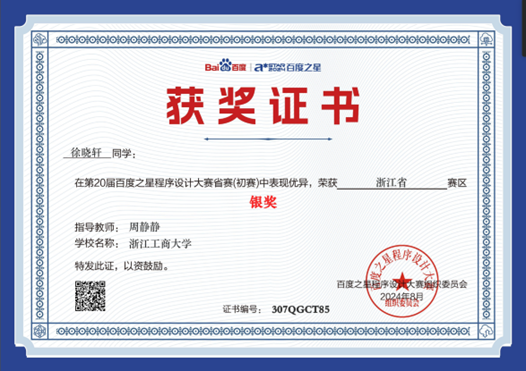 Bai百度 百度之星
获奖证书
徐晓轩同学:
在第20届百度之星程序设计大赛省赛(初赛)中表现优异,荣获 浙江省 赛区
银奖
指导教师: 周静静
学校名称: 浙江工商大学
特发此证,以资鼓励。
百度之星程序设计大赛组织委员会
2024年8月
百度之星程序设计大赛
组织委员会
证书编号: 307QGCT85